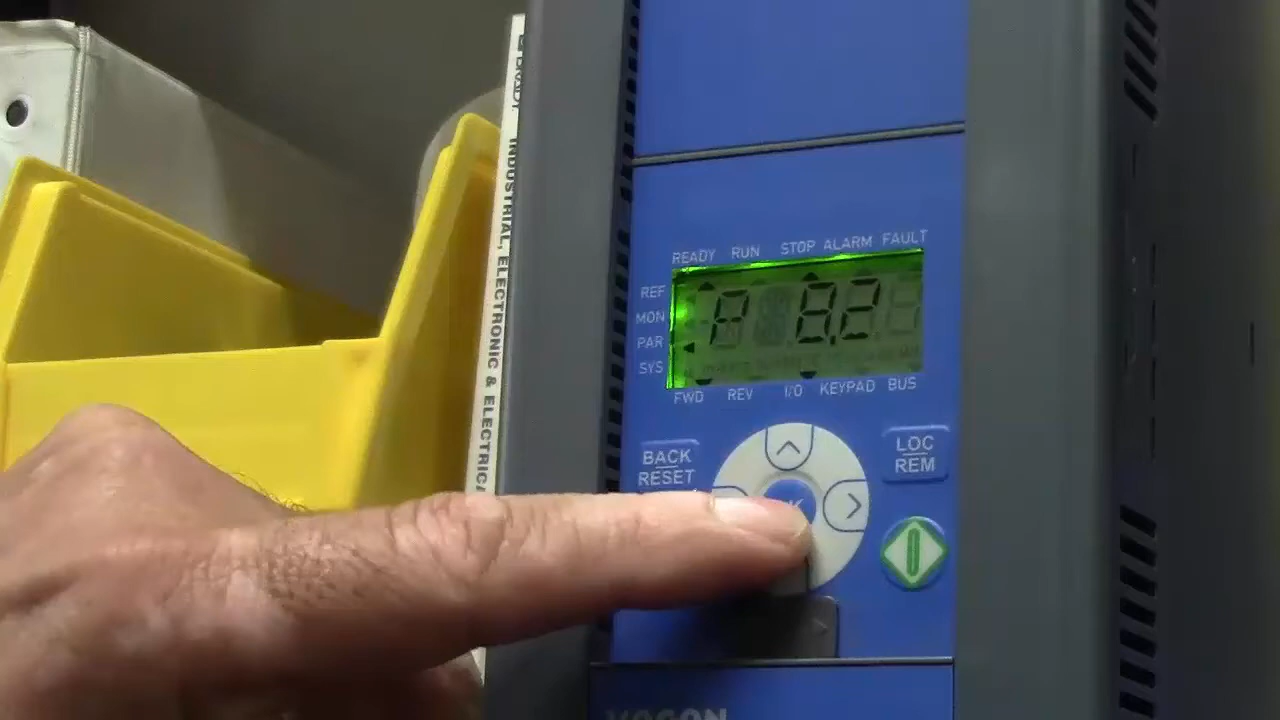 BRADY INDUSTRIAL, ELECTRONIC & ELECTRICA
READY RUN STOP ALARM FAULT
REF
MON
PAR
SYS
P 8.2
FWD REV I/O KEYPAD BUS
BACK
RESET
LOC
REM